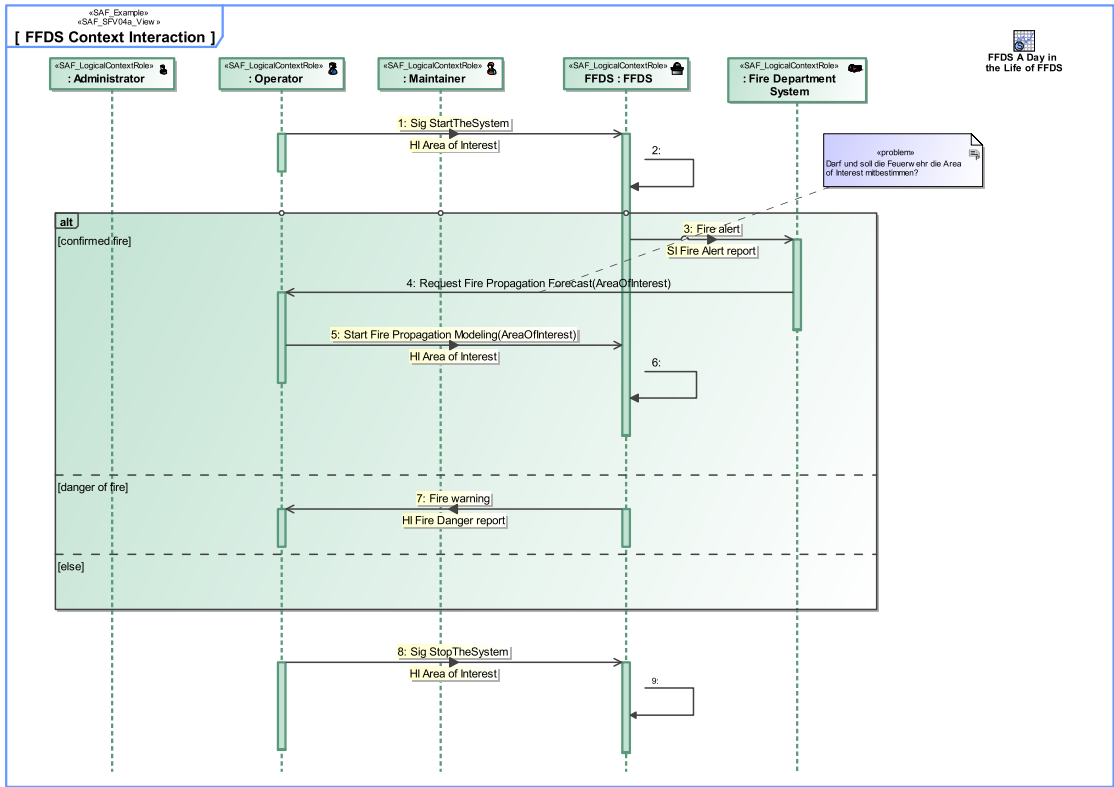 «SAF_Example»
«SAF_SFV04a_View »
[ FFDS Context Interaction ]
FFDS A Day in
the Life of FFDS
«SAF_LogicalContextRole»
: Administrator
«SAF_LogicalContextRole»
: Operator
«SAF_LogicalContextRole»
: Maintainer
«SAF_LogicalContextRole»
FFDS : FFDS
«SAF_LogicalContextRole»
: Fire Department
System
1: Sig StartTheSystem
HI Area of Interest
2:
«problem»
Darf und soll die Feuerwehr die Area
of Interest mitbestimmen?
alt
[confirmed fire]
3: Fire alert
SI Fire Alert report
4: Request Fire Propagation Forecast(AreaOfInterest)
5: Start Fire Propagation Modeling(AreaOfInterest)
HI Area of Interest
6:
[danger of fire]
7: Fire warning
HI Fire Danger report
[else]
8: Sig StopTheSystem
HI Area of Interest
9: